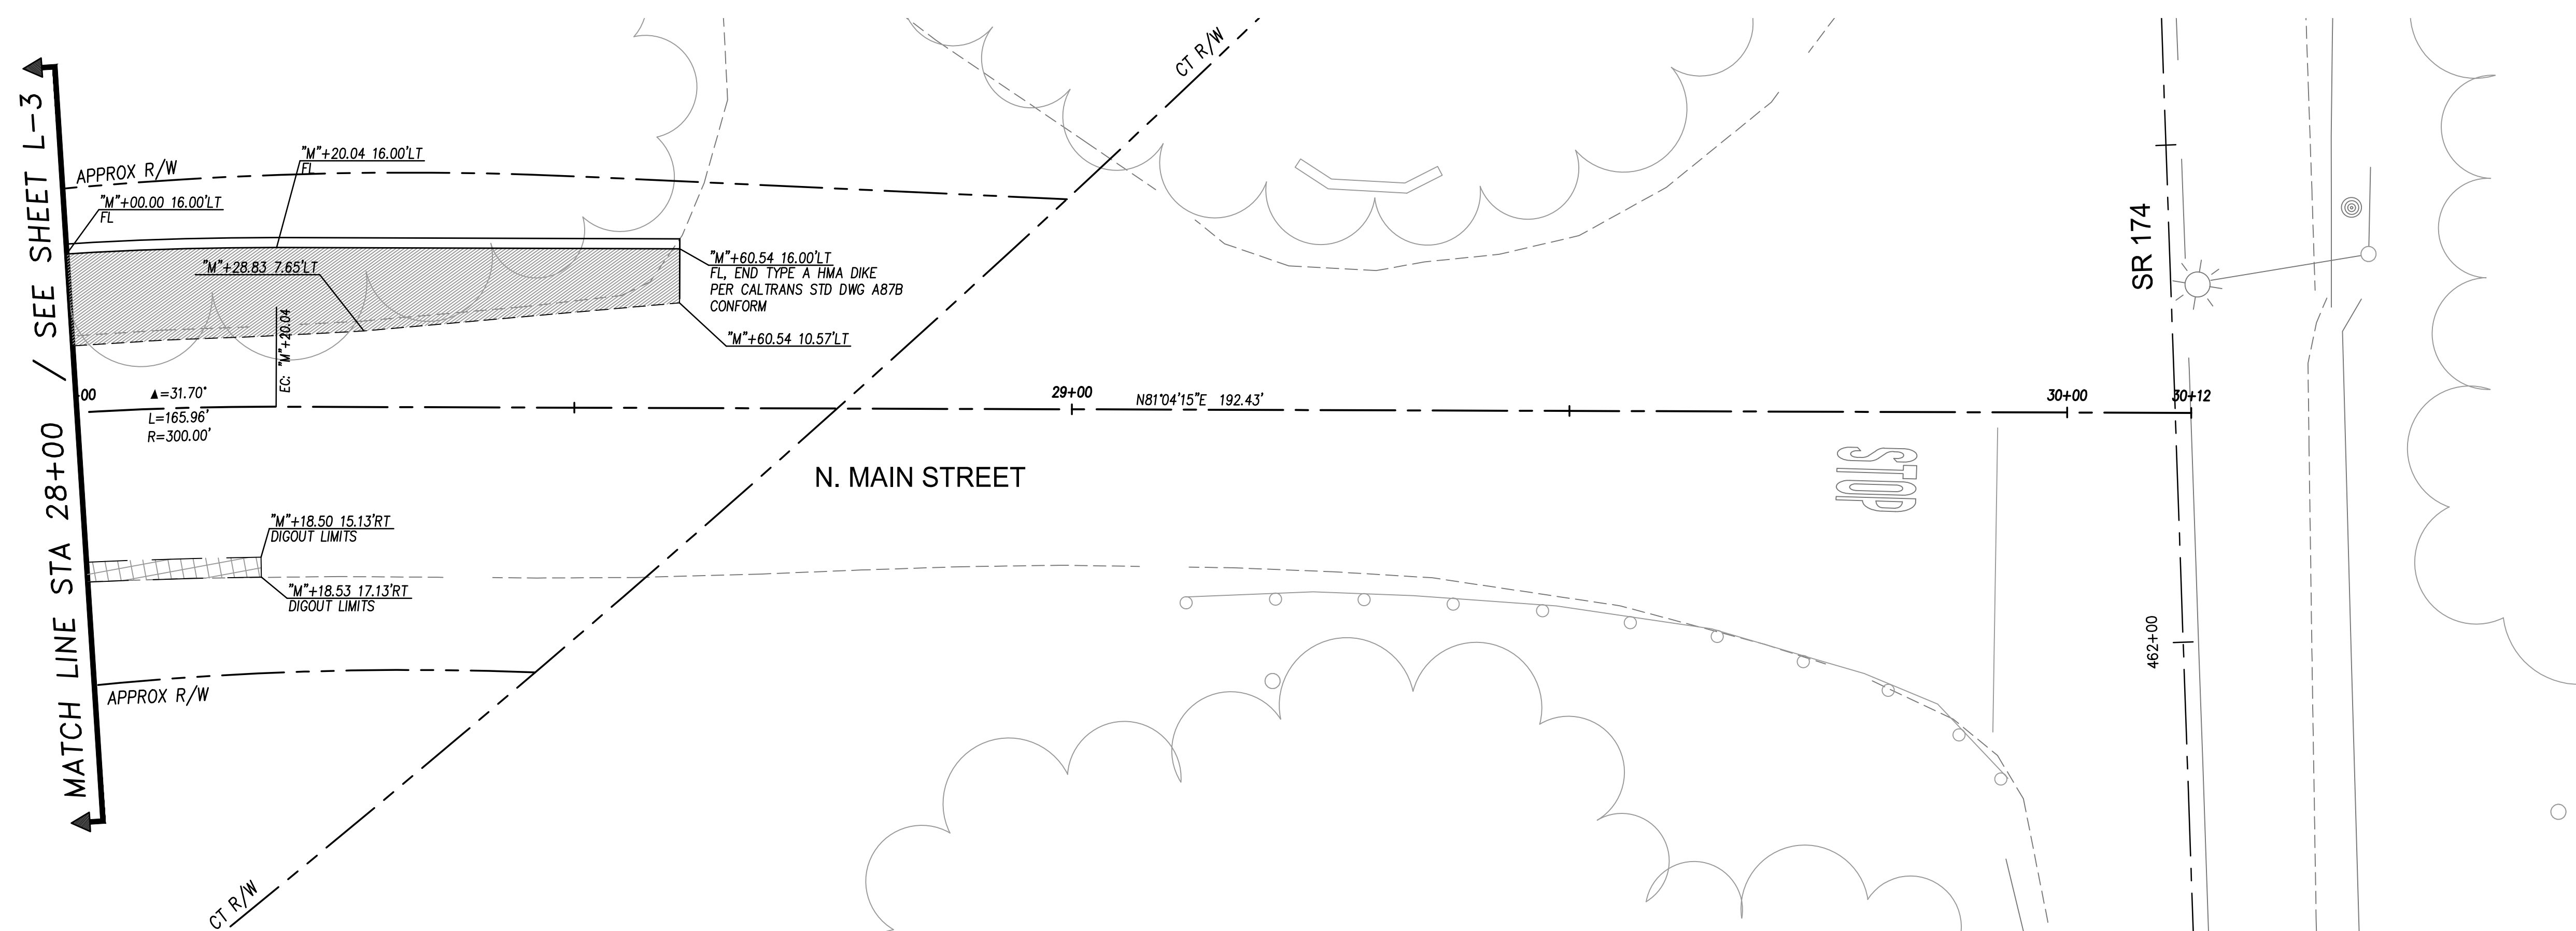 MATCH LINE STA 28+00 / SEE SHEET L-3
APPROX R/W
"M"+00.00 16.00'LT
FL
"M"+20.04 16.00'LT
FL
"M"+28.83 7.65'LT
"M"+60.54 16.00'LT
FL, END TYPE A HMA DIKE
PER CALTRANS STD DWG A87B
CONFORM
"M"+60.54 10.57'LT
EC: "M"+20.04
+00
▲=31.70°
L=165.96'
R=300.00'
CT R/W
29+00
N81°04'15"E 192.43'
30+00
30+12
SR 174
N. MAIN STREET
STOP
"M"+18.50 15.13'RT
DIGOUT LIMITS
"M"+18.53 17.13'RT
DIGOUT LIMITS
APPROX R/W
462+00
CT R/W